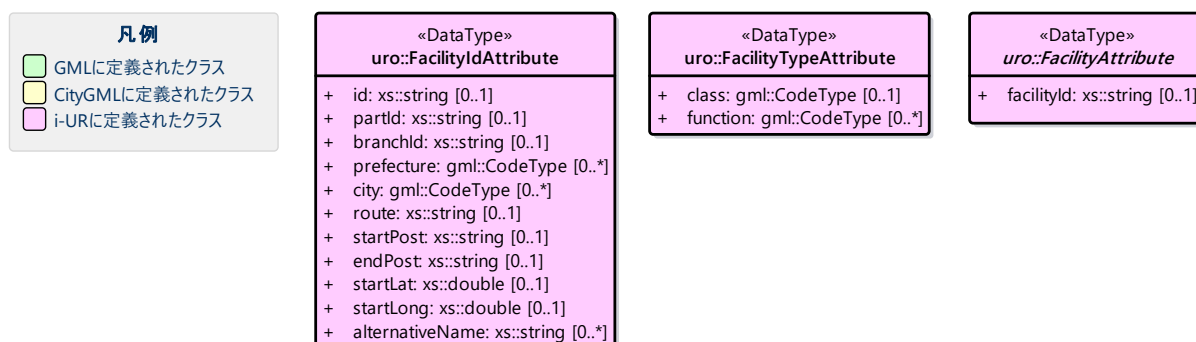 凡例
GMLに定義されたクラス
CityGMLに定義されたクラス
i-URに定義されたクラス
«DataType»
uro::FacilityIdAttribute
+ id: xs::string [0..1]
+ partId: xs::string [0..1]
+ branchId: xs::string [0..1]
+ prefecture: gml::CodeType [0..*]
+ city: gml::CodeType [0..*]
+ route: xs::string [0..1]
+ startPost: xs::string [0..1]
+ endPost: xs::string [0..1]
+ startLat: xs::double [0..1]
+ startLong: xs::double [0..1]
+ alternativeName: xs::string [0..*]
«DataType»
uro::FacilityTypeAttribute
+ class: gml::CodeType [0..1]
+ function: gml::CodeType [0..*]
«DataType»
uro::FacilityAttribute
+ facilityId: xs::string [0..1]